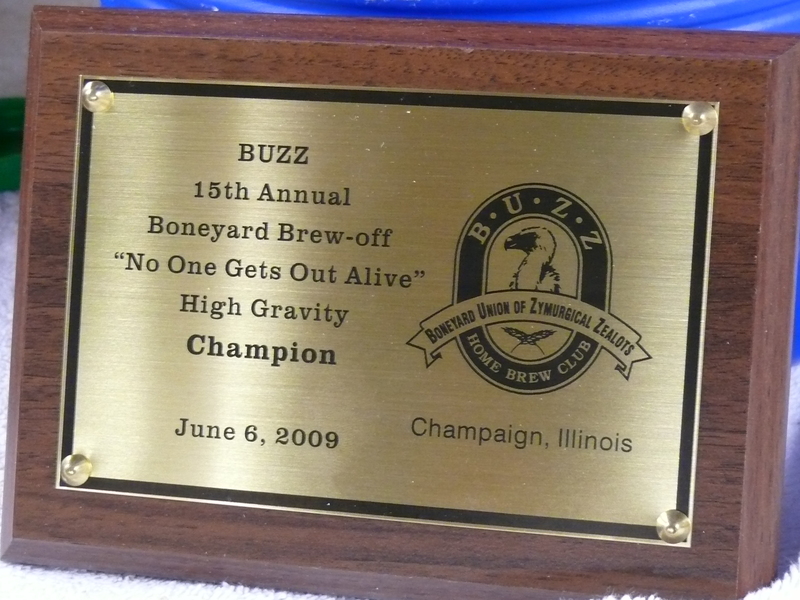 BUZZ
15th Annual
Boneyard Brew-off
“No One Gets Out Alive”
High Gravity
Champion
June 6, 2009
B·U·Z·Z
BONEYARD UNION OF ZYMURGICAL ZEALOTS
HOME BREW CLUB
Champaign, Illinois